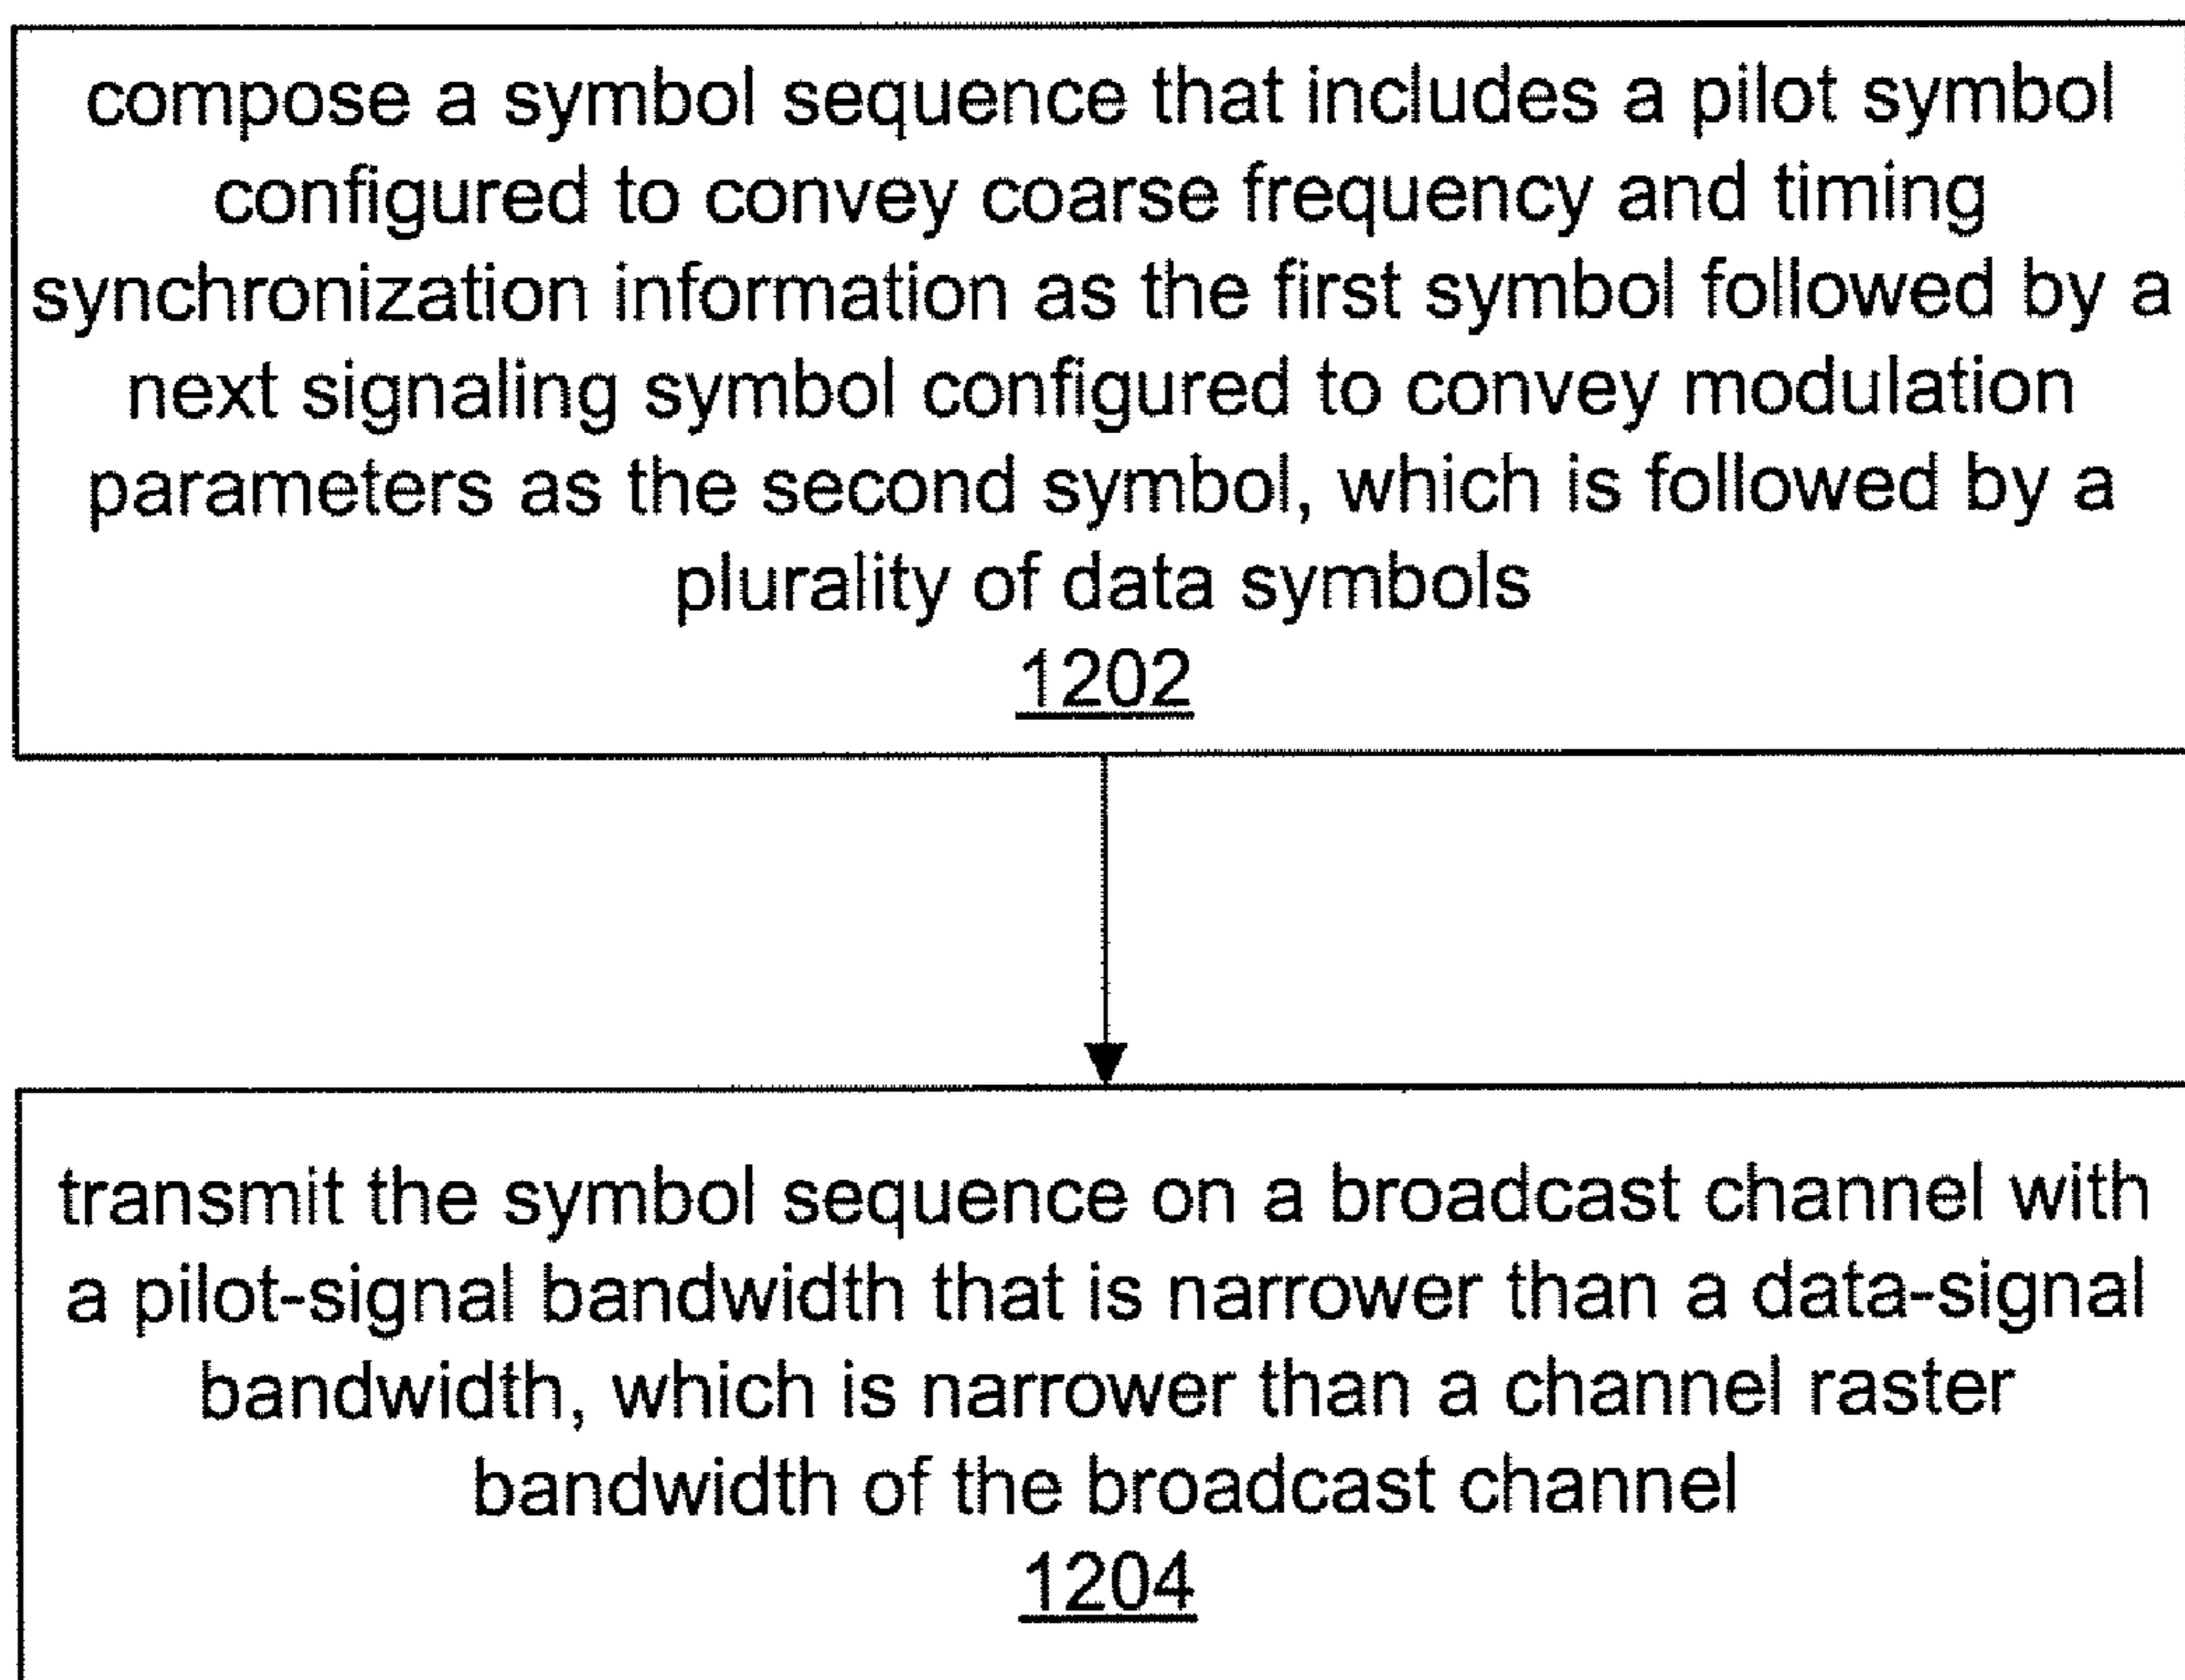 compose a symbol sequence that includes a pilot symbol
configured to convey coarse frequency and timing
synchronization information as the first symbol followed by a
next signaling symbol configured to convey modulation
parameters as the second symbol, which is followed by a
plurality of data symbols
1202
transmit the symbol sequence on a broadcast channel with
a pilot-signal bandwidth that is narrower than a data-signal
bandwidth, which is narrower than a channel raster
bandwidth of the broadcast channel
1204